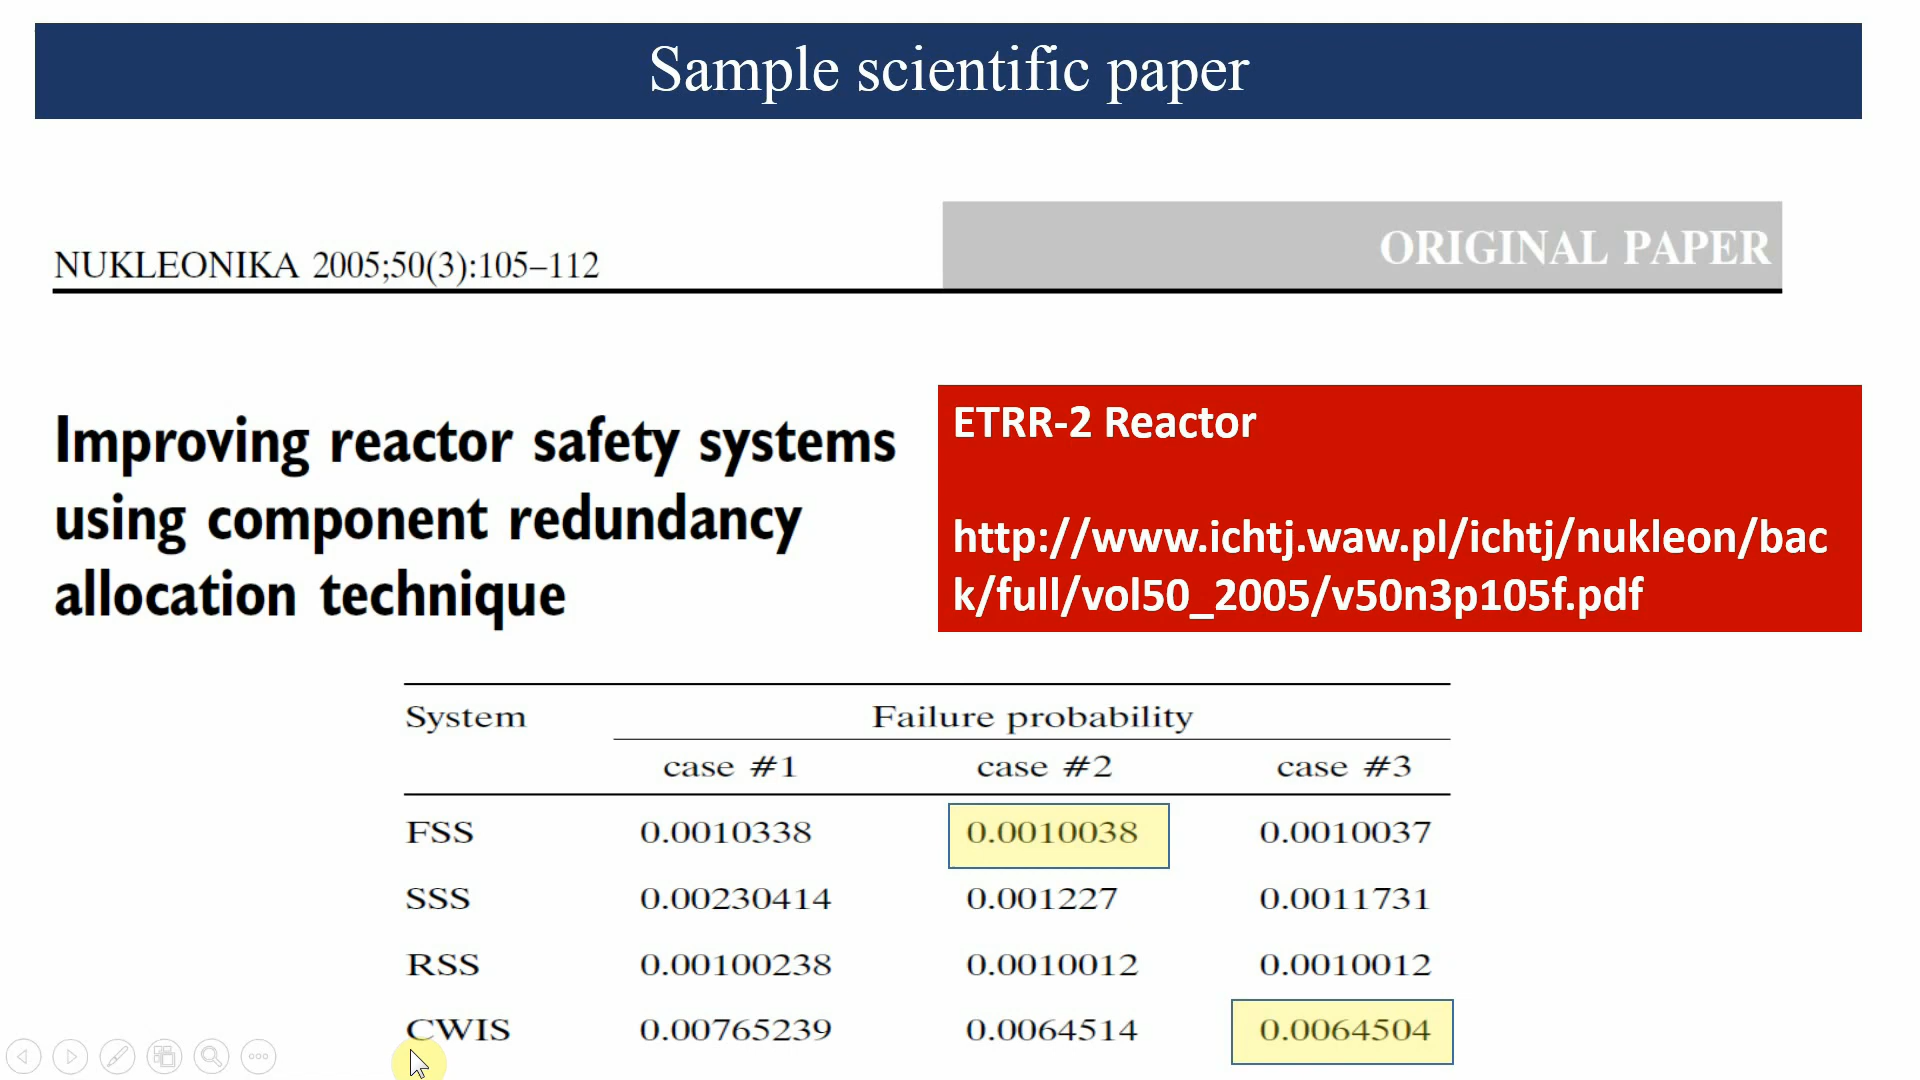 Sample scientific paper
NUKLEONIKA 2005;50(3):105–112
ORIGINAL PAPER
Improving reactor safety systems
using component redundancy
allocation technique
ETRR-2 Reactor
http://www.ichtj.waw.pl/ichtj/nukleon/bac
k/full/vol50_2005/v50n3p105f.pdf
System Failure probability
case #1 case #2 case #3
FSS 0.0010338 0.0010038 0.0010037
SSS 0.00230414 0.001227 0.0011731
RSS 0.00100238 0.0010012 0.0010012
CWIS 0.00765239 0.0064514 0.0064504